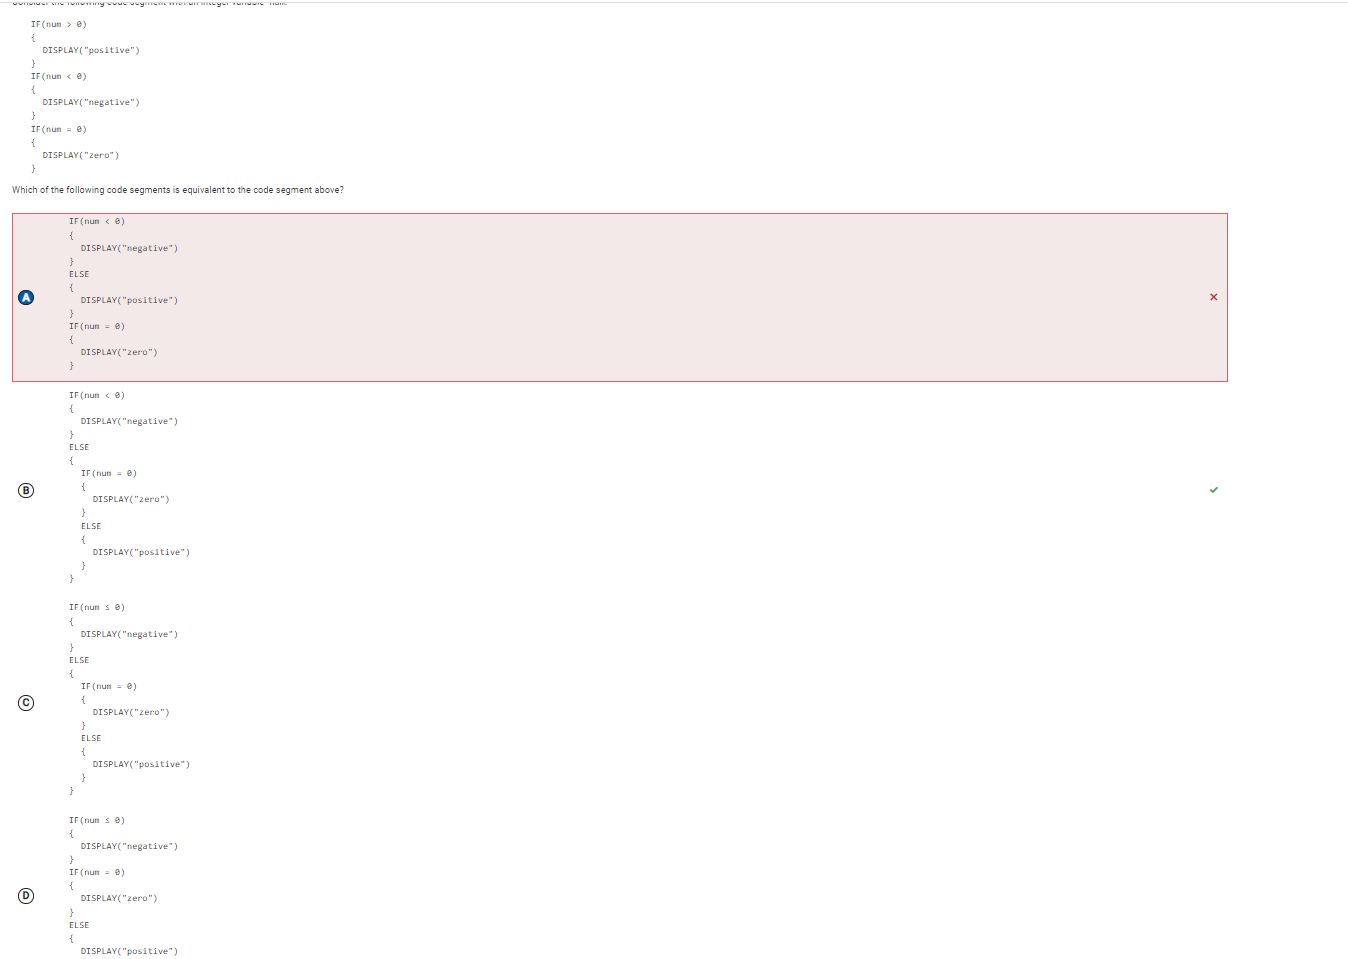 IF(num > 0)
{
DISPLAY("positive")
}
IF(num < 0)
{
DISPLAY("negative")
}
IF(num = 0)
{
DISPLAY("zero")
}
Which of the following code segments is equivalent to the code segment above?
IF(num < 0)
{
DISPLAY("negative")
}
ELSE
{
DISPLAY("positive")
}
IF(num = 0)
{
DISPLAY("zero")
}
A
IF(num < 0)
{
DISPLAY("negative")
}
ELSE
{
IF(num = 0)
{
DISPLAY("zero")
}
ELSE
{
DISPLAY("positive")
}
}
B
IF(num ≤ 0)
{
DISPLAY("negative")
}
ELSE
{
IF(num = 0)
{
DISPLAY("zero")
}
ELSE
{
DISPLAY("positive")
}
}
C
IF(num ≤ 0)
{
DISPLAY("negative")
}
IF(num = 0)
{
DISPLAY("zero")
}
ELSE
{
DISPLAY("positive")
D